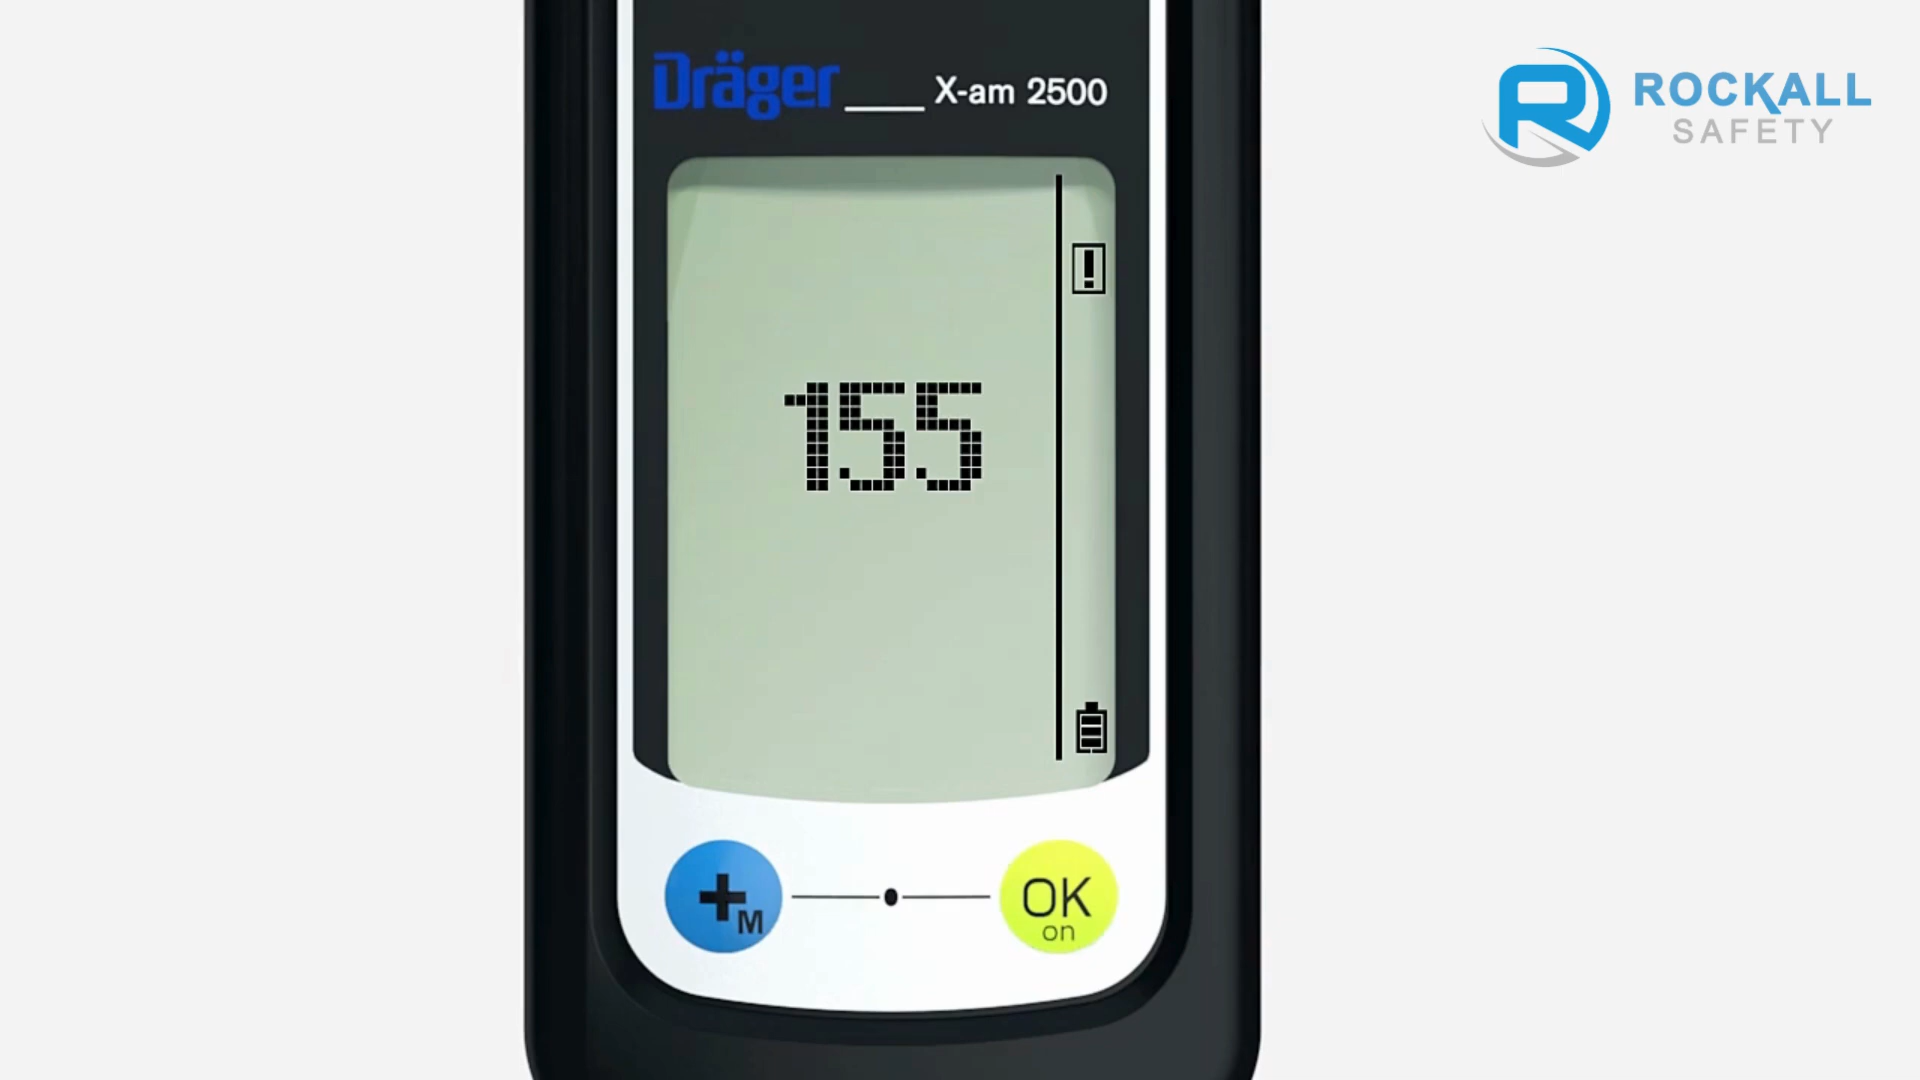 Dräger X-am 2500
ROCKALL
SAFETY
!
155
+M
OK
on